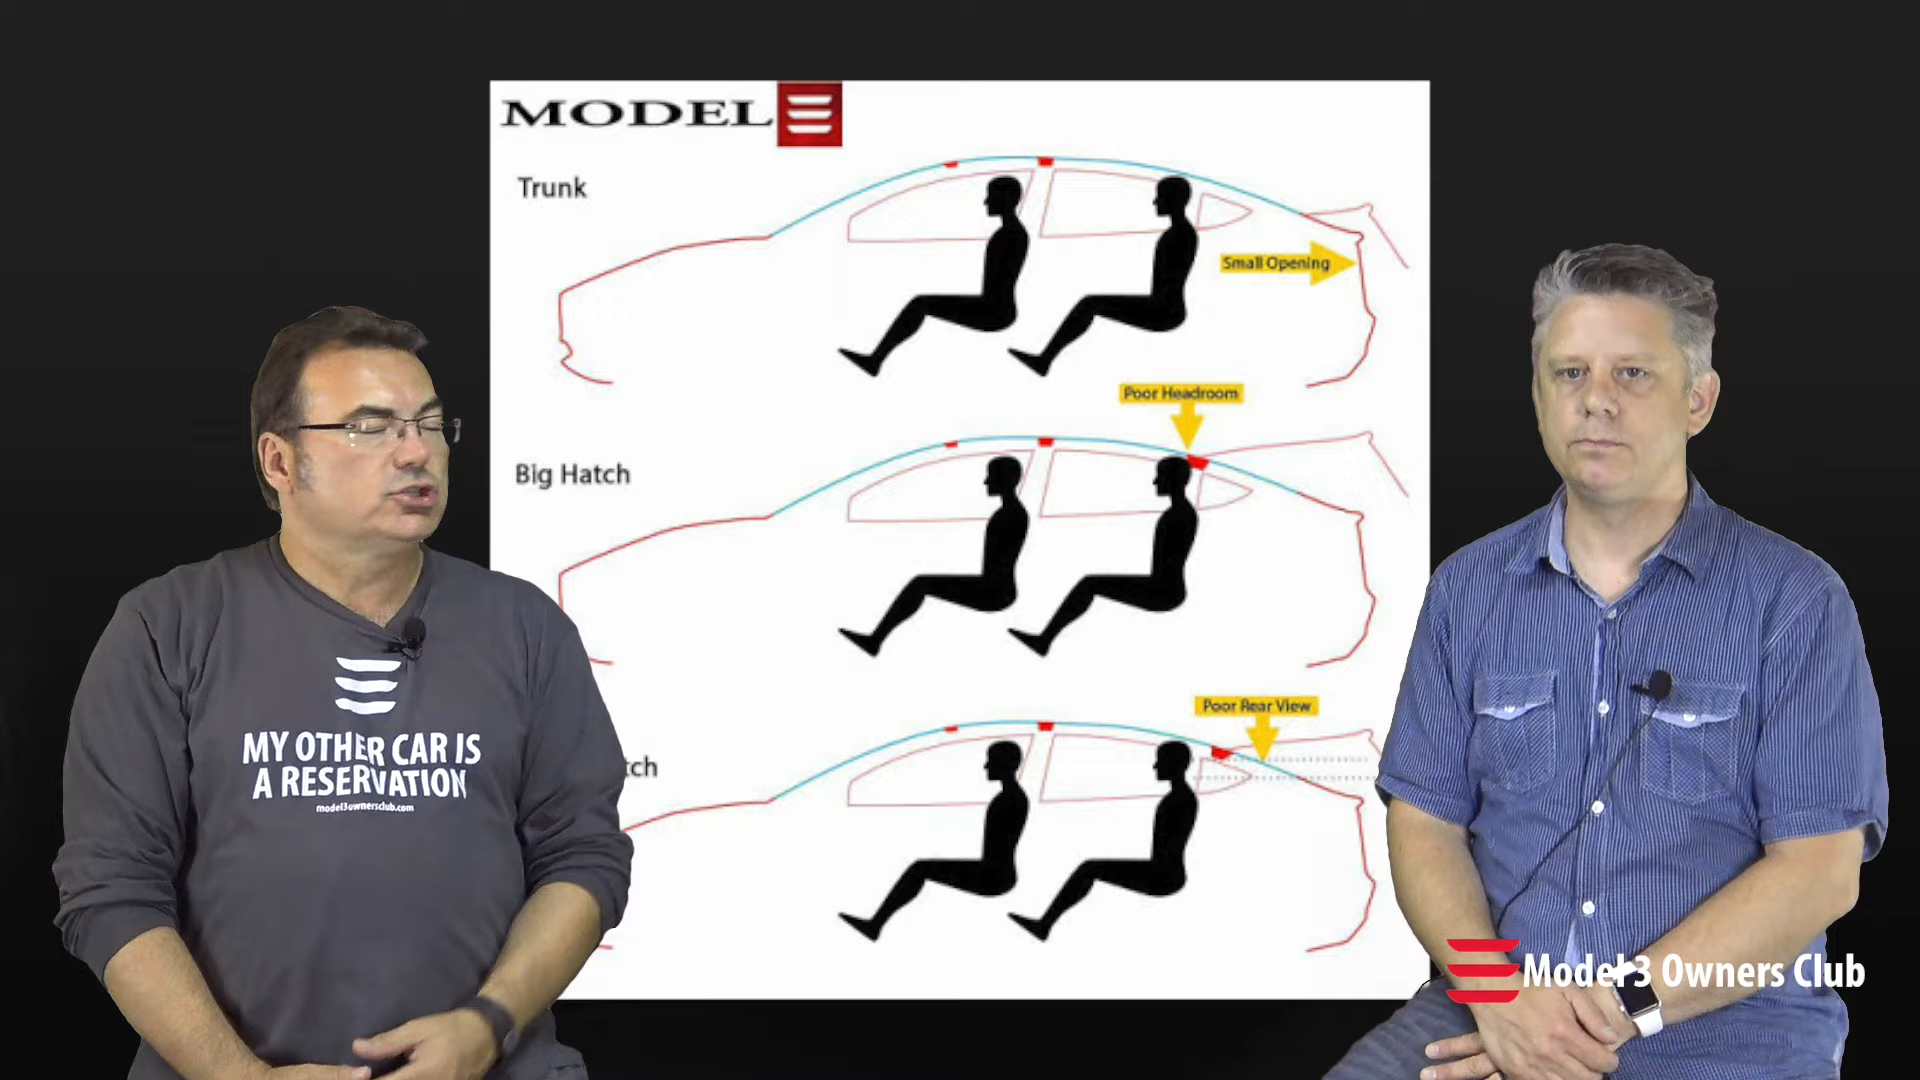 MODEL
Trunk
Small Opening
Poor Headroom
Big Hatch
Poor Rear View
tch
MY OTHER CAR IS
A RESERVATION
model3ownersclub.com
Model 3 Owners Club